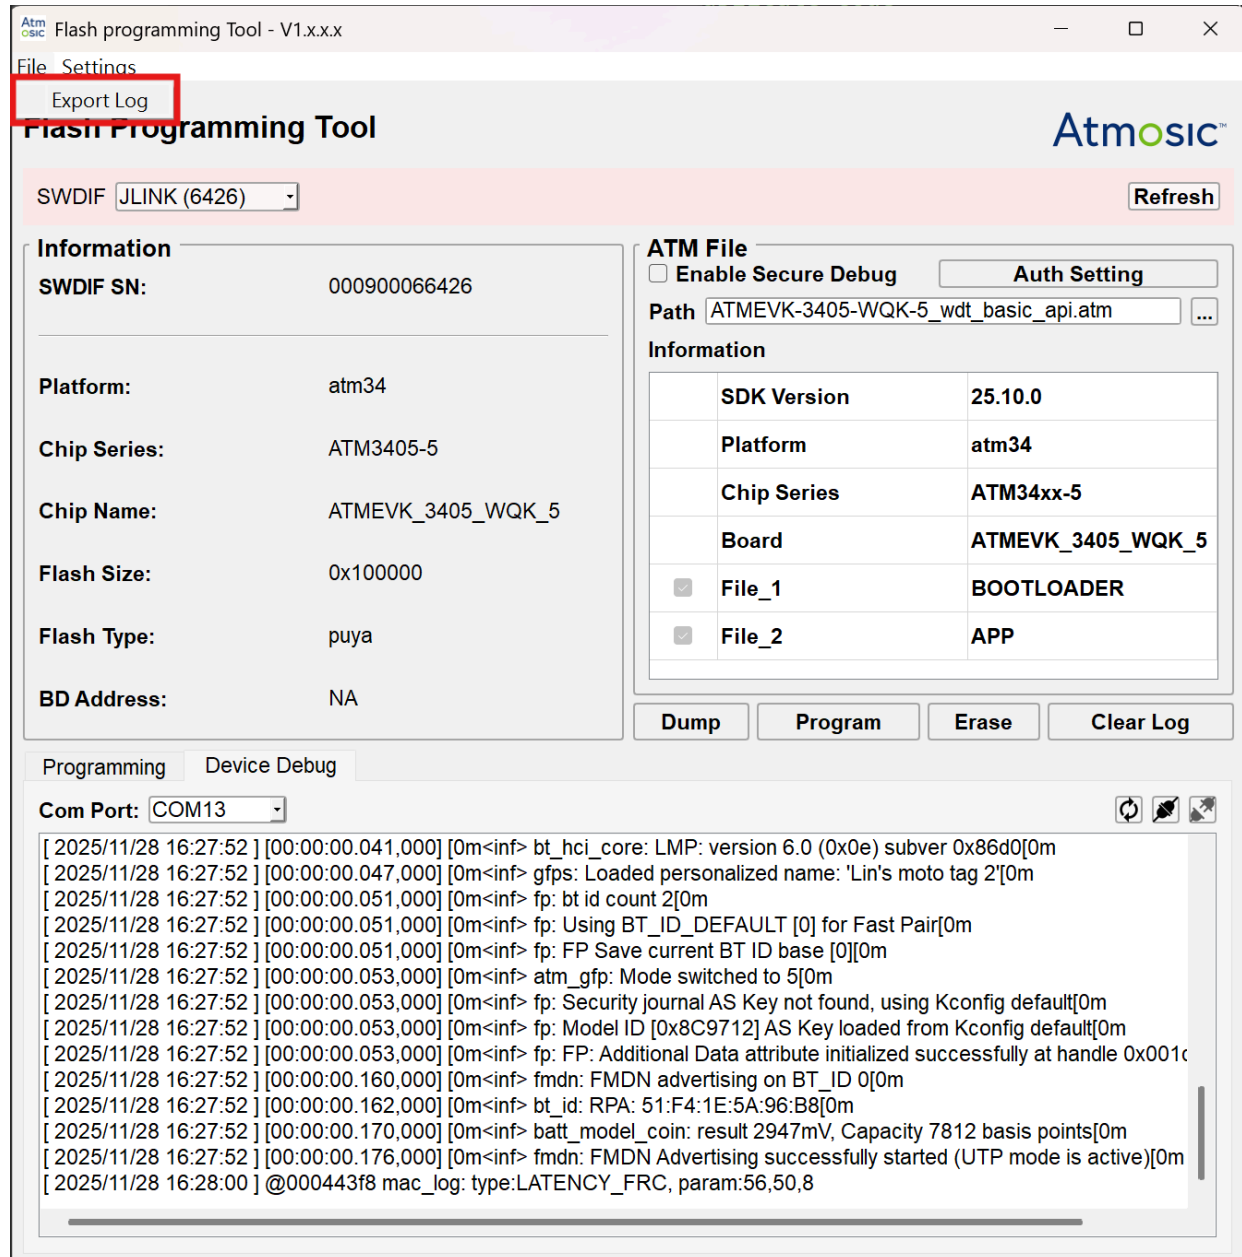 Atmosic Flash programming Tool - V1.x.x.x
File Settings
Export Log
Flash Programming Tool
Atmosic™
SWDIF JLINK (6426) Refresh
Information
SWDIF SN: 000900066426
Platform: atm34
Chip Series: ATM3405-5
Chip Name: ATMEVK_3405_WQK_5
Flash Size: 0x100000
Flash Type: puya
BD Address: NA
ATM File
Enable Secure Debug Auth Setting
Path ATMEVK-3405-WQK-5_wdt_basic_api.atm ...
Information
SDK Version 25.10.0
Platform atm34
Chip Series ATM34xx-5
Board ATMEVK_3405_WQK_5
File_1 BOOTLOADER
File_2 APP
Dump Program Erase Clear Log
Programming Device Debug
Com Port: COM13
[ 2025/11/28 16:27:52 ] [00:00:00.041,000] [0m<inf> bt_hci_core: LMP: version 6.0 (0x0e) subver 0x86d0[0m
[ 2025/11/28 16:27:52 ] [00:00:00.047,000] [0m<inf> gfps: Loaded personalized name: 'Lin's moto tag 2'[0m
[ 2025/11/28 16:27:52 ] [00:00:00.051,000] [0m<inf> fp: bt id count 2[0m
[ 2025/11/28 16:27:52 ] [00:00:00.051,000] [0m<inf> fp: Using BT_ID_DEFAULT [0] for Fast Pair[0m
[ 2025/11/28 16:27:52 ] [00:00:00.051,000] [0m<inf> fp: FP Save current BT ID base [0][0m
[ 2025/11/28 16:27:52 ] [00:00:00.053,000] [0m<inf> atm_gfp: Mode switched to 5[0m
[ 2025/11/28 16:27:52 ] [00:00:00.053,000] [0m<inf> fp: Security journal AS Key not found, using Kconfig default[0m
[ 2025/11/28 16:27:52 ] [00:00:00.053,000] [0m<inf> fp: Model ID [0x8C9712] AS Key loaded from Kconfig default[0m
[ 2025/11/28 16:27:52 ] [00:00:00.053,000] [0m<inf> fp: FP: Additional Data attribute initialized successfully at handle 0x001
[ 2025/11/28 16:27:52 ] [00:00:00.160,000] [0m<inf> fmdn: FMDN advertising on BT_ID 0[0m
[ 2025/11/28 16:27:52 ] [00:00:00.162,000] [0m<inf> bt_id: RPA: 51:F4:1E:5A:96:B8[0m
[ 2025/11/28 16:27:52 ] [00:00:00.170,000] [0m<inf> batt_model_coin: result 2947mV, Capacity 7812 basis points[0m
[ 2025/11/28 16:27:52 ] [00:00:00.176,000] [0m<inf> fmdn: FMDN Advertising successfully started (UTP mode is active)[0m
[ 2025/11/28 16:28:00 ] @000443f8 mac_log: type:LATENCY_FRC, param:56,50,8